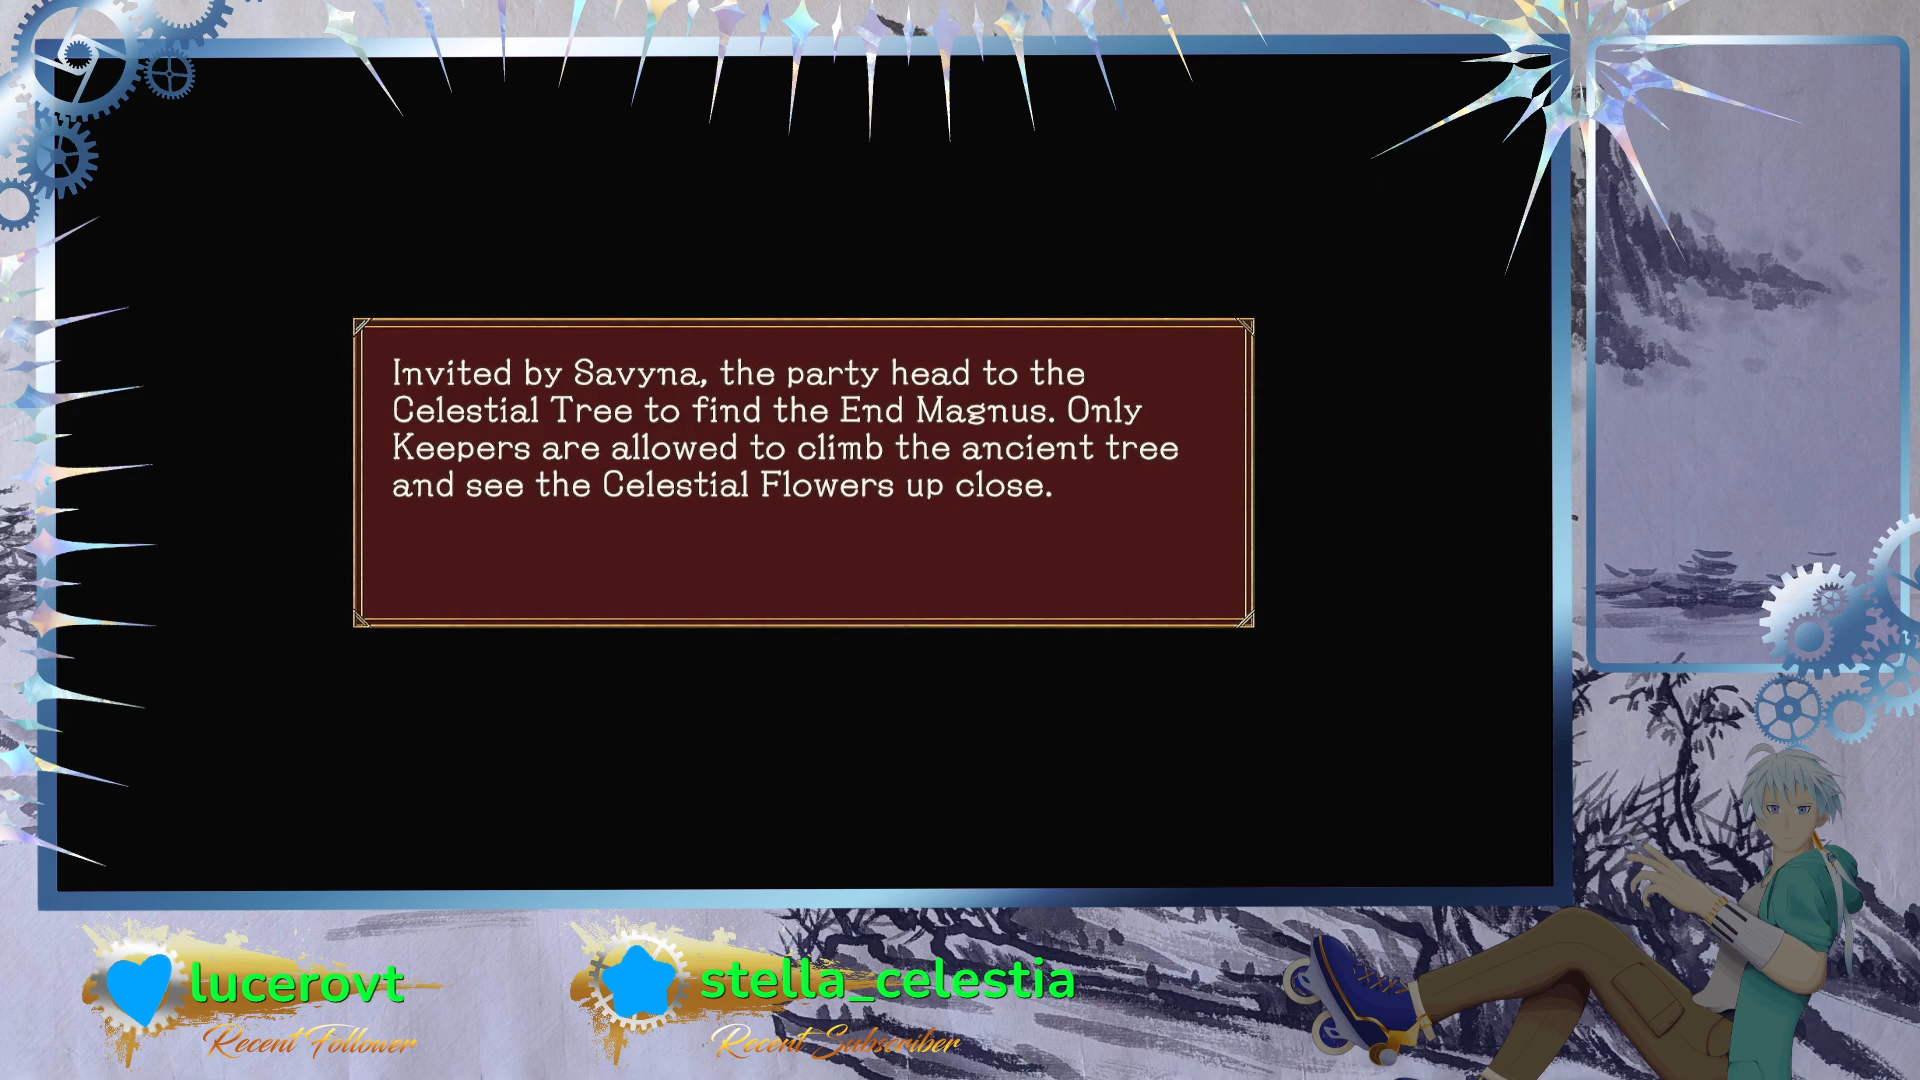 Invited by Savyna, the party head to the
Celestial Tree to find the End Magnus. Only
Keepers are allowed to climb the ancient tree
and see the Celestial Flowers up close.
lucerovt
Recent Follower
stella_celestia
Recent Subscriber